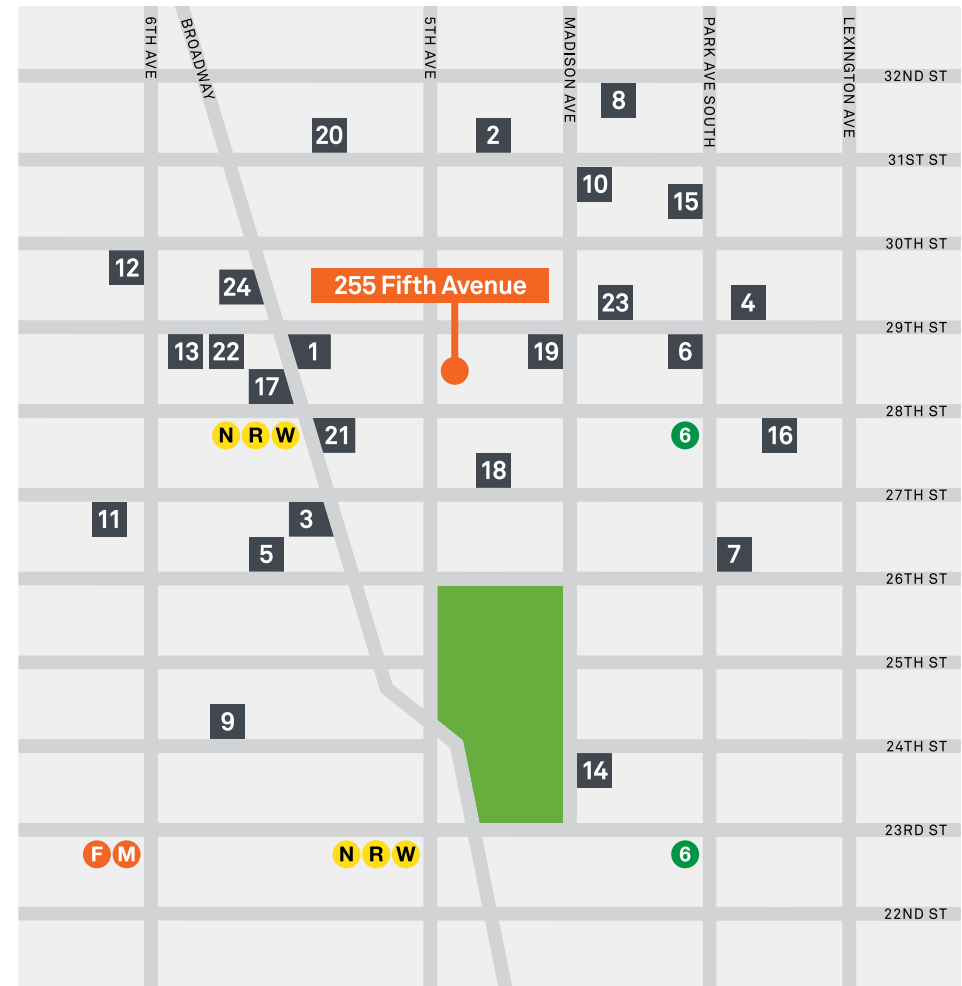 6TH AVE
BROADWAY
5TH AVE
MADISON AVE
PARK AVE SOUTH
LEXINGTON AVE
32ND ST
8
20
2
31ST ST
10
15
30TH ST
12
24
255 Fifth Avenue
23
4
29TH ST
13
22
1
19
6
17
28TH ST
N R W
21
6
16
18
27TH ST
11
3
5
7
26TH ST
25TH ST
9
24TH ST
14
23RD ST
F M
N R W
6
22ND ST